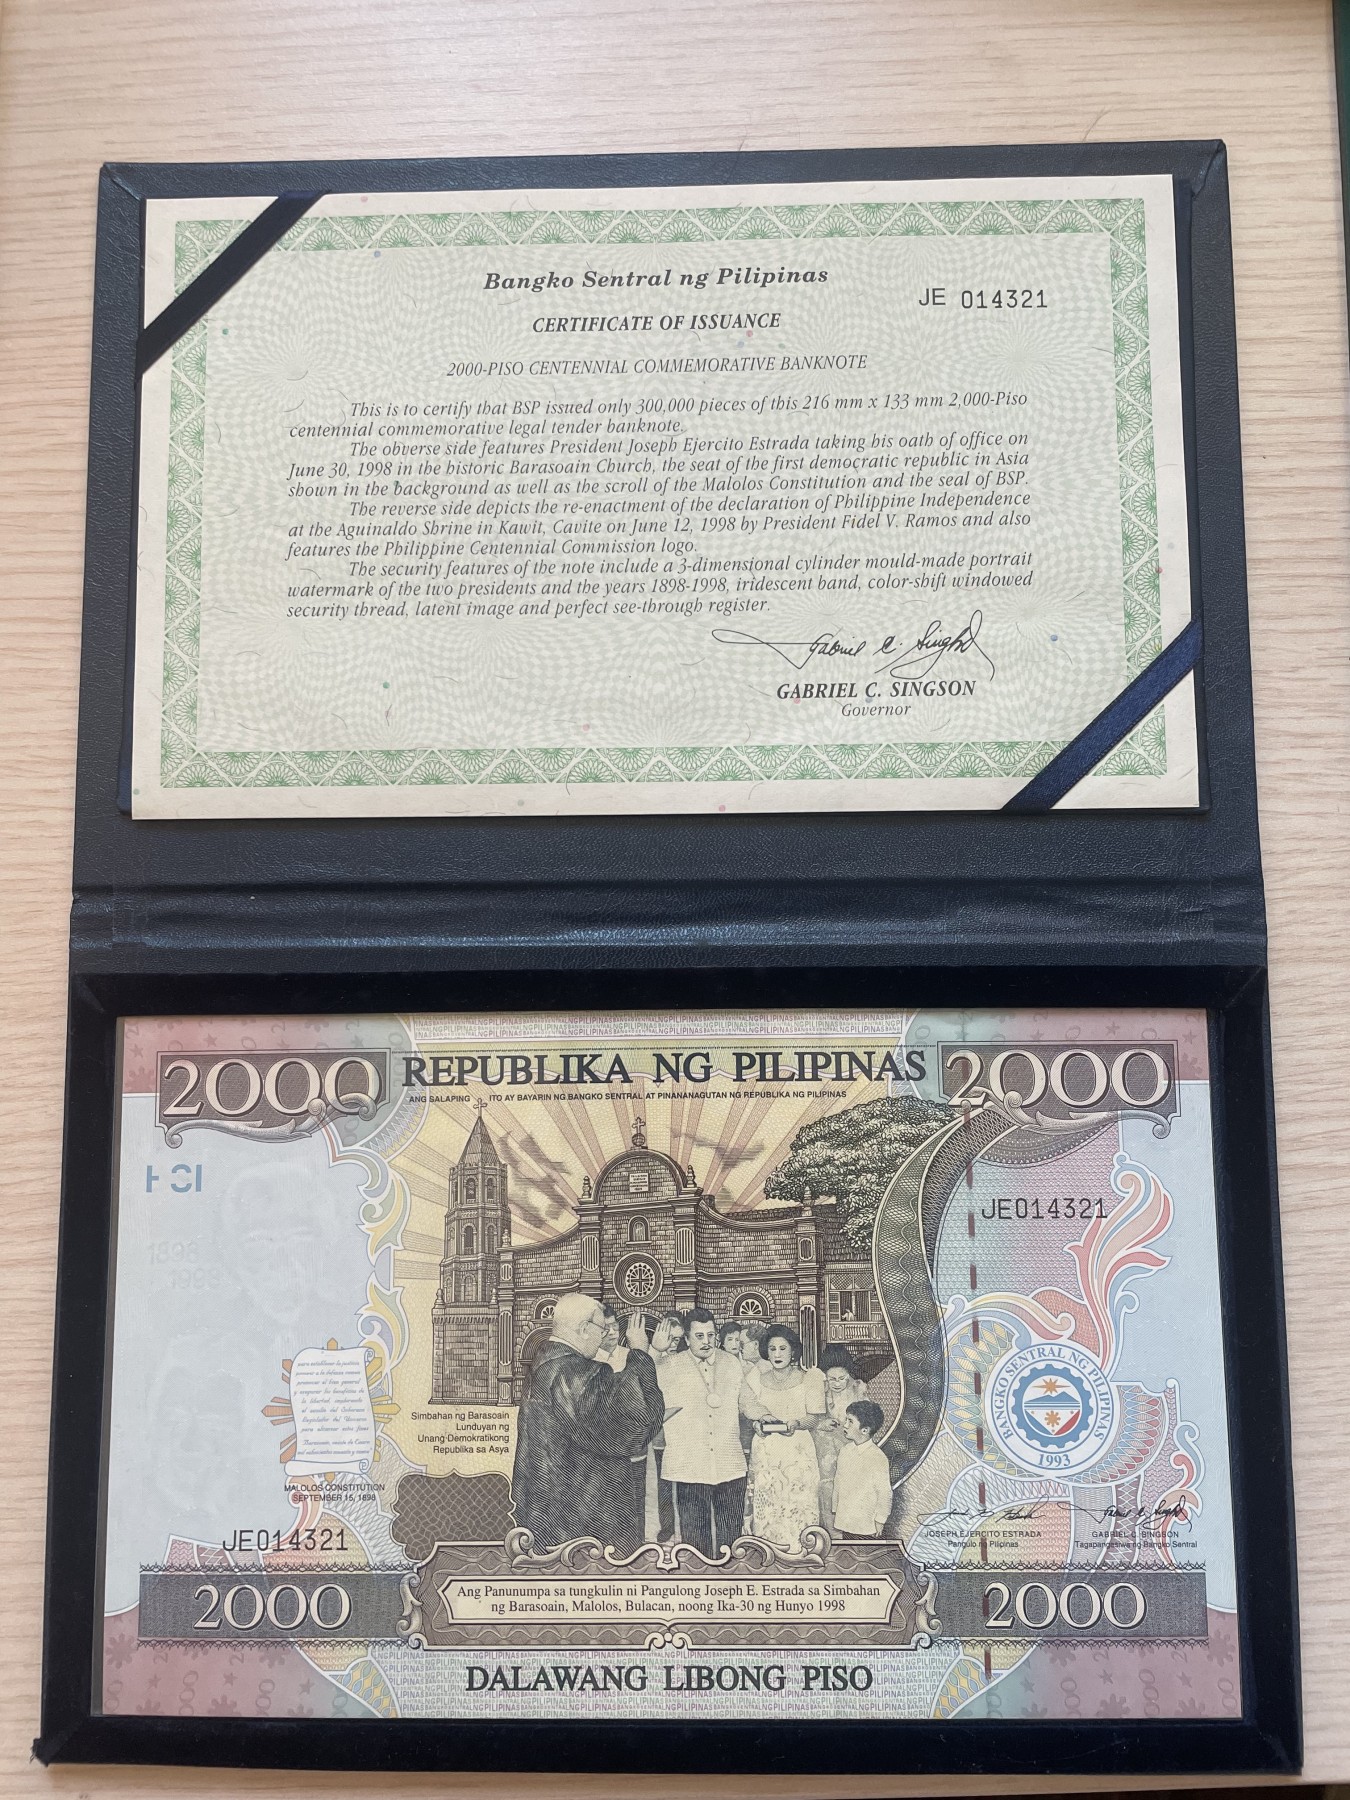 Bangko Sentral ng Pilipinas
JE 014321
CERTIFICATE OF ISSUANCE
2000-PISO CENTENNIAL COMMEMORATIVE BANKNOTE
This is to certify that BSP issued only 300,000 pieces of this 216 mm x 133 mm 2,000-Piso
centennial commemorative legal tender banknote.
The obverse side features President Joseph Ejercito Estrada taking his oath of office on
June 30, 1998 in the historic Barasoain Church, the seat of the first democratic republic in Asia
shown in the background as well as the scroll of the Malolos Constitution and the seal of BSP.
The reverse side depicts the re-enactment of the declaration of Philippine Independence
at the Aguinaldo Shrine in Kawit, Cavite on June 12, 1998 by President Fidel V. Ramos and also
features the Philippine Centennial Commission logo.
The security features of the note include a 3-dimensional cylinder mould-made portrait
watermark of the two presidents and the years 1898-1998, iridescent band, color-shift windowed
security thread, latent image and perfect see-through register.
Gabriel C. Singson
GABRIEL C. SINGSON
Governor
2000 REPUBLIKA NG PILIPINAS 2000
ANG SALAPING ITO AY BAYARIN NG BANGKO SENTRAL AT PINANANAGUTAN NG REPUBLIKA NG PILIPINAS
JE014321
1898
1998
BANGKO SENTRAL NG PILIPINAS
1993
Simbahan ng Barasoain
Lunduyan ng
Unang Demokratikong
Republika sa Asya
MALOLOS CONSTITUTION
SEPTEMBER 15, 1898
JE014321
JOSEPH EJERCITO ESTRADA
Pangulo ng Pilipinas
GABRIEL C. SINGSON
Tagapangasiwa ng Bangko Sentral
2000
Ang Panunumpa sa tungkulin ni Pangulong Joseph E. Estrada sa Simbahan
ng Barasoain, Malolos, Bulacan, noong Ika-30 ng Hunyo 1998
2000
DALAWANG LIBONG PISO